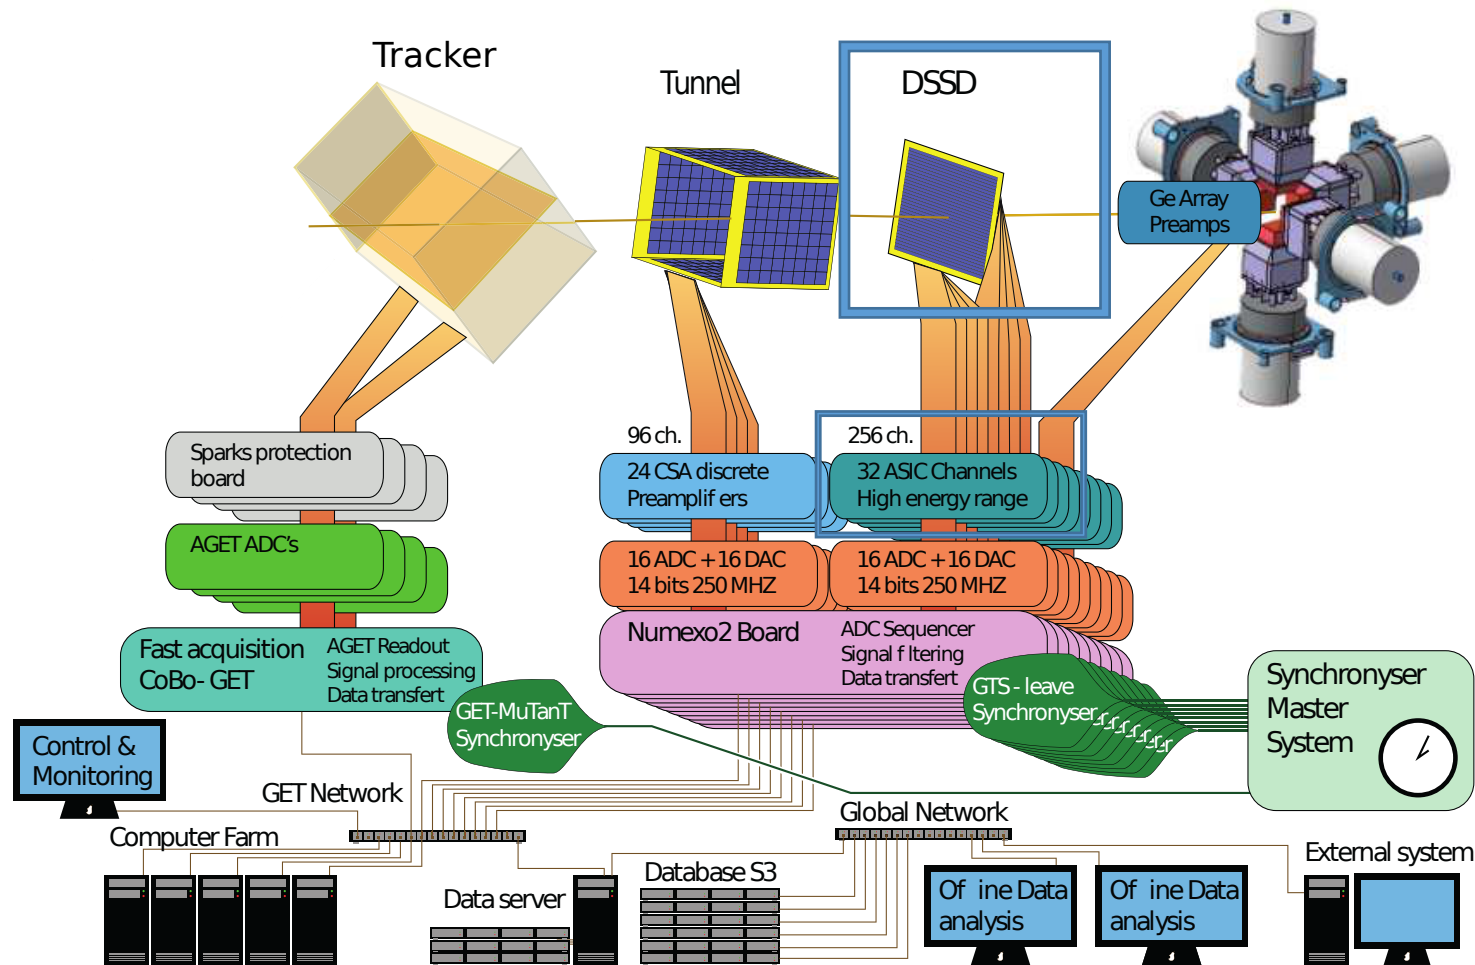 Tracker
Tunnel
DSSD
Ge Array
Preamps
96 ch.
256 ch.
Sparks protection
board
24 CSA discrete
Preamplif ers
32 ASIC Channels
High energy range
AGET ADC's
16 ADC + 16 DAC
14 bits 250 MHZ
16 ADC + 16 DAC
14 bits 250 MHZ
Fast acquisition
CoBo- GET
AGET Readout
Signal processing
Data transfert
Numexo2 Board
ADC Sequencer
Signal f ltering
Data transfert
GET-MuTanT
Synchronyser
GTS - leave
Synchronyser
Synchronyser
Master
System
Control &
Monitoring
GET Network
Global Network
Computer Farm
Data server
Database S3
Of ine Data
analysis
Of ine Data
analysis
External system